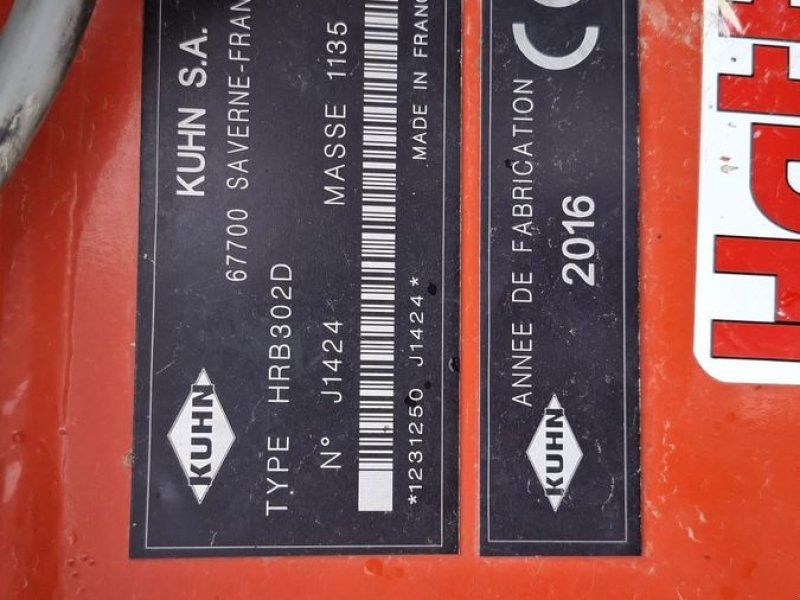 KUHN
KUHN S.A.
67700 SAVERNE-FRAN
TYPE HRB302D
N° J1424 MASSE 1135
*1231250 J1424*
MADE IN FRANC
KUHN
ANNEE DE FABRICATION
2016
CE